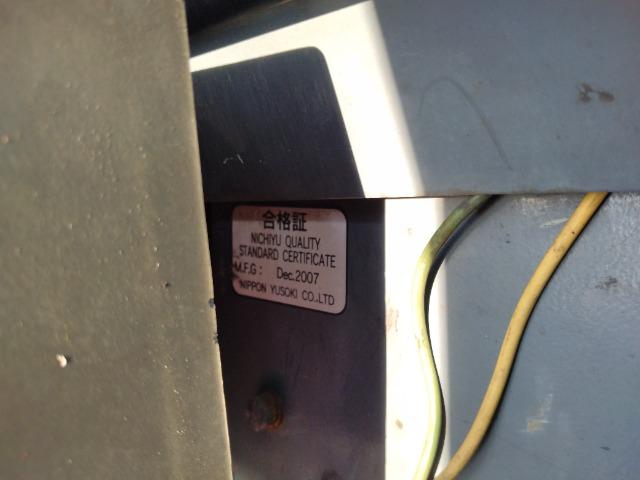 合格証
NICHIYU QUALITY
STANDARD CERTIFICATE
M.F.G : Dec.2007
NIPPON YUSOKI CO.,LTD